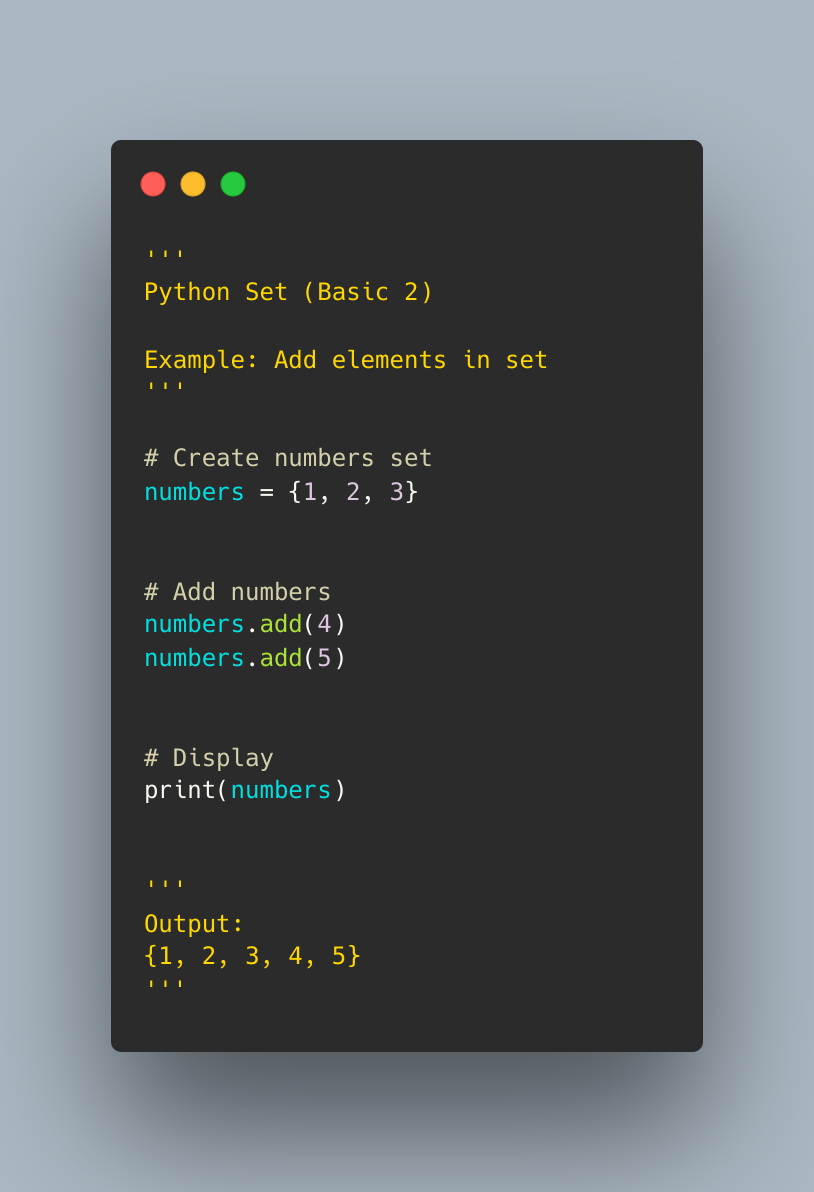 '''
Python Set (Basic 2)
Example: Add elements in set
'''
# Create numbers set
numbers = {1, 2, 3}
# Add numbers
numbers.add(4)
numbers.add(5)
# Display
print(numbers)
'''
Output:
{1, 2, 3, 4, 5}
'''